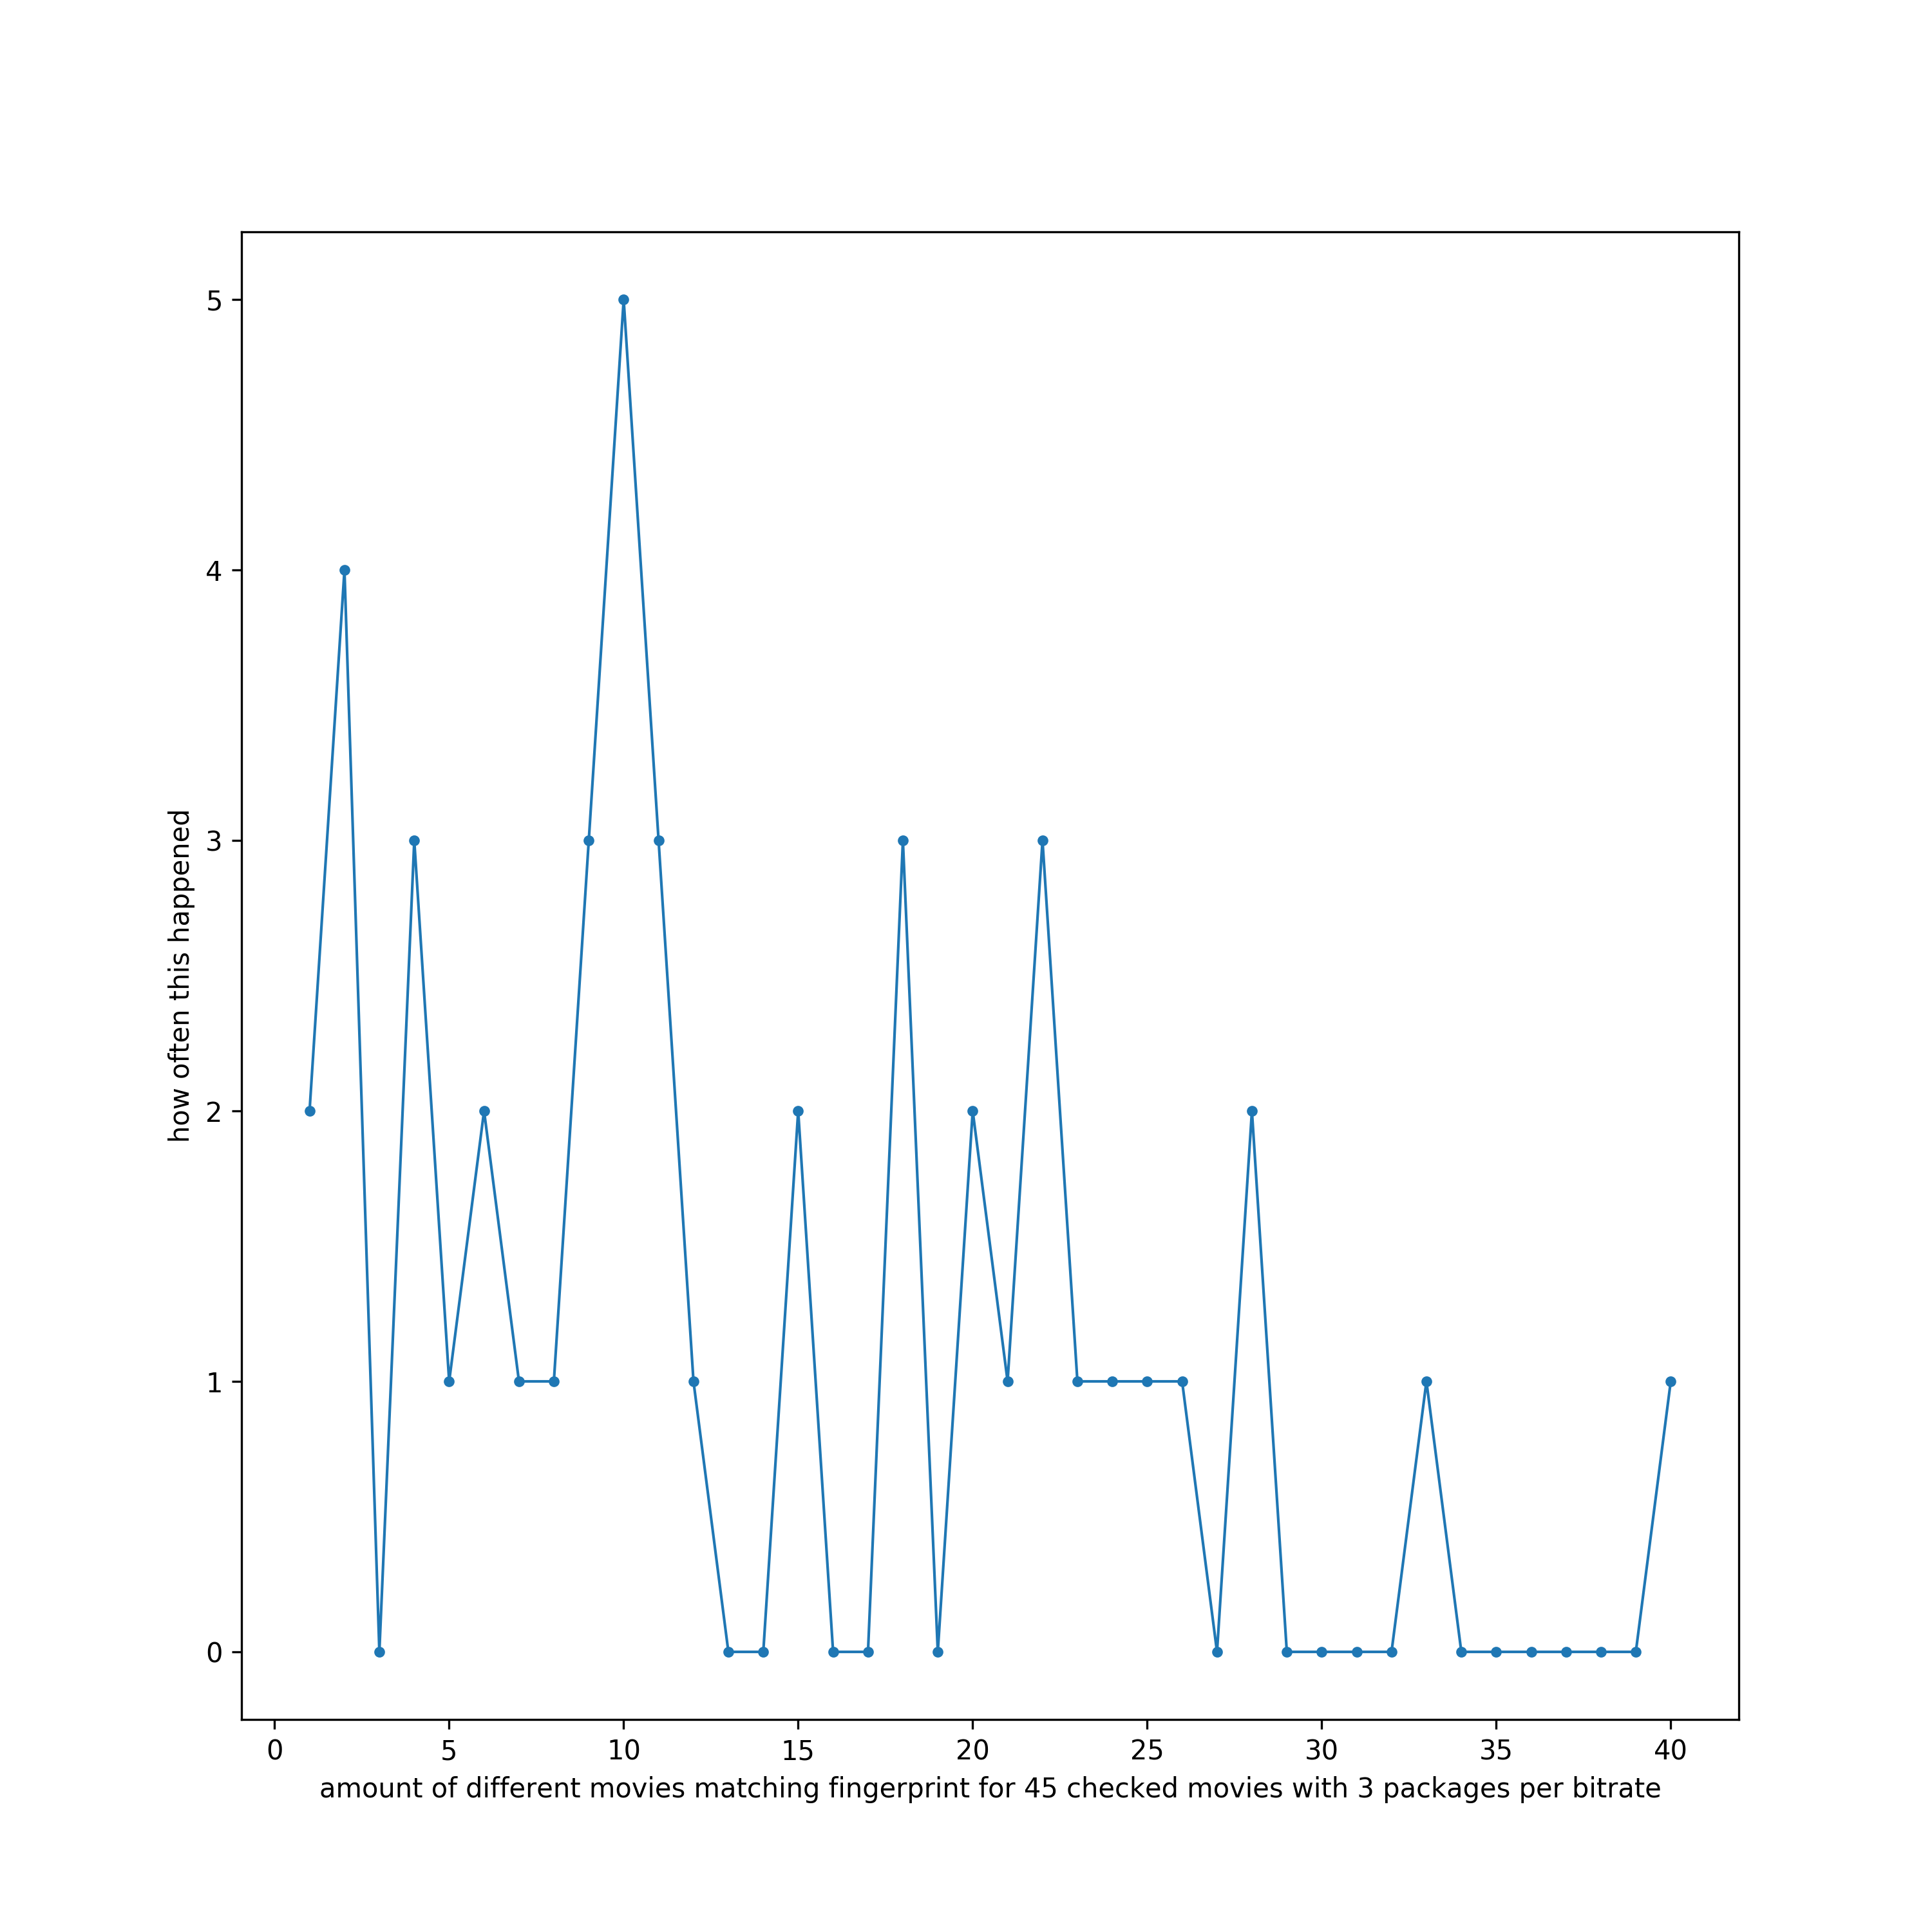 5
4
3
2
1
0
how often this happened
0 5 10 15 20 25 30 35 40
amount of different movies matching fingerprint for 45 checked movies with 3 packages per bitrate